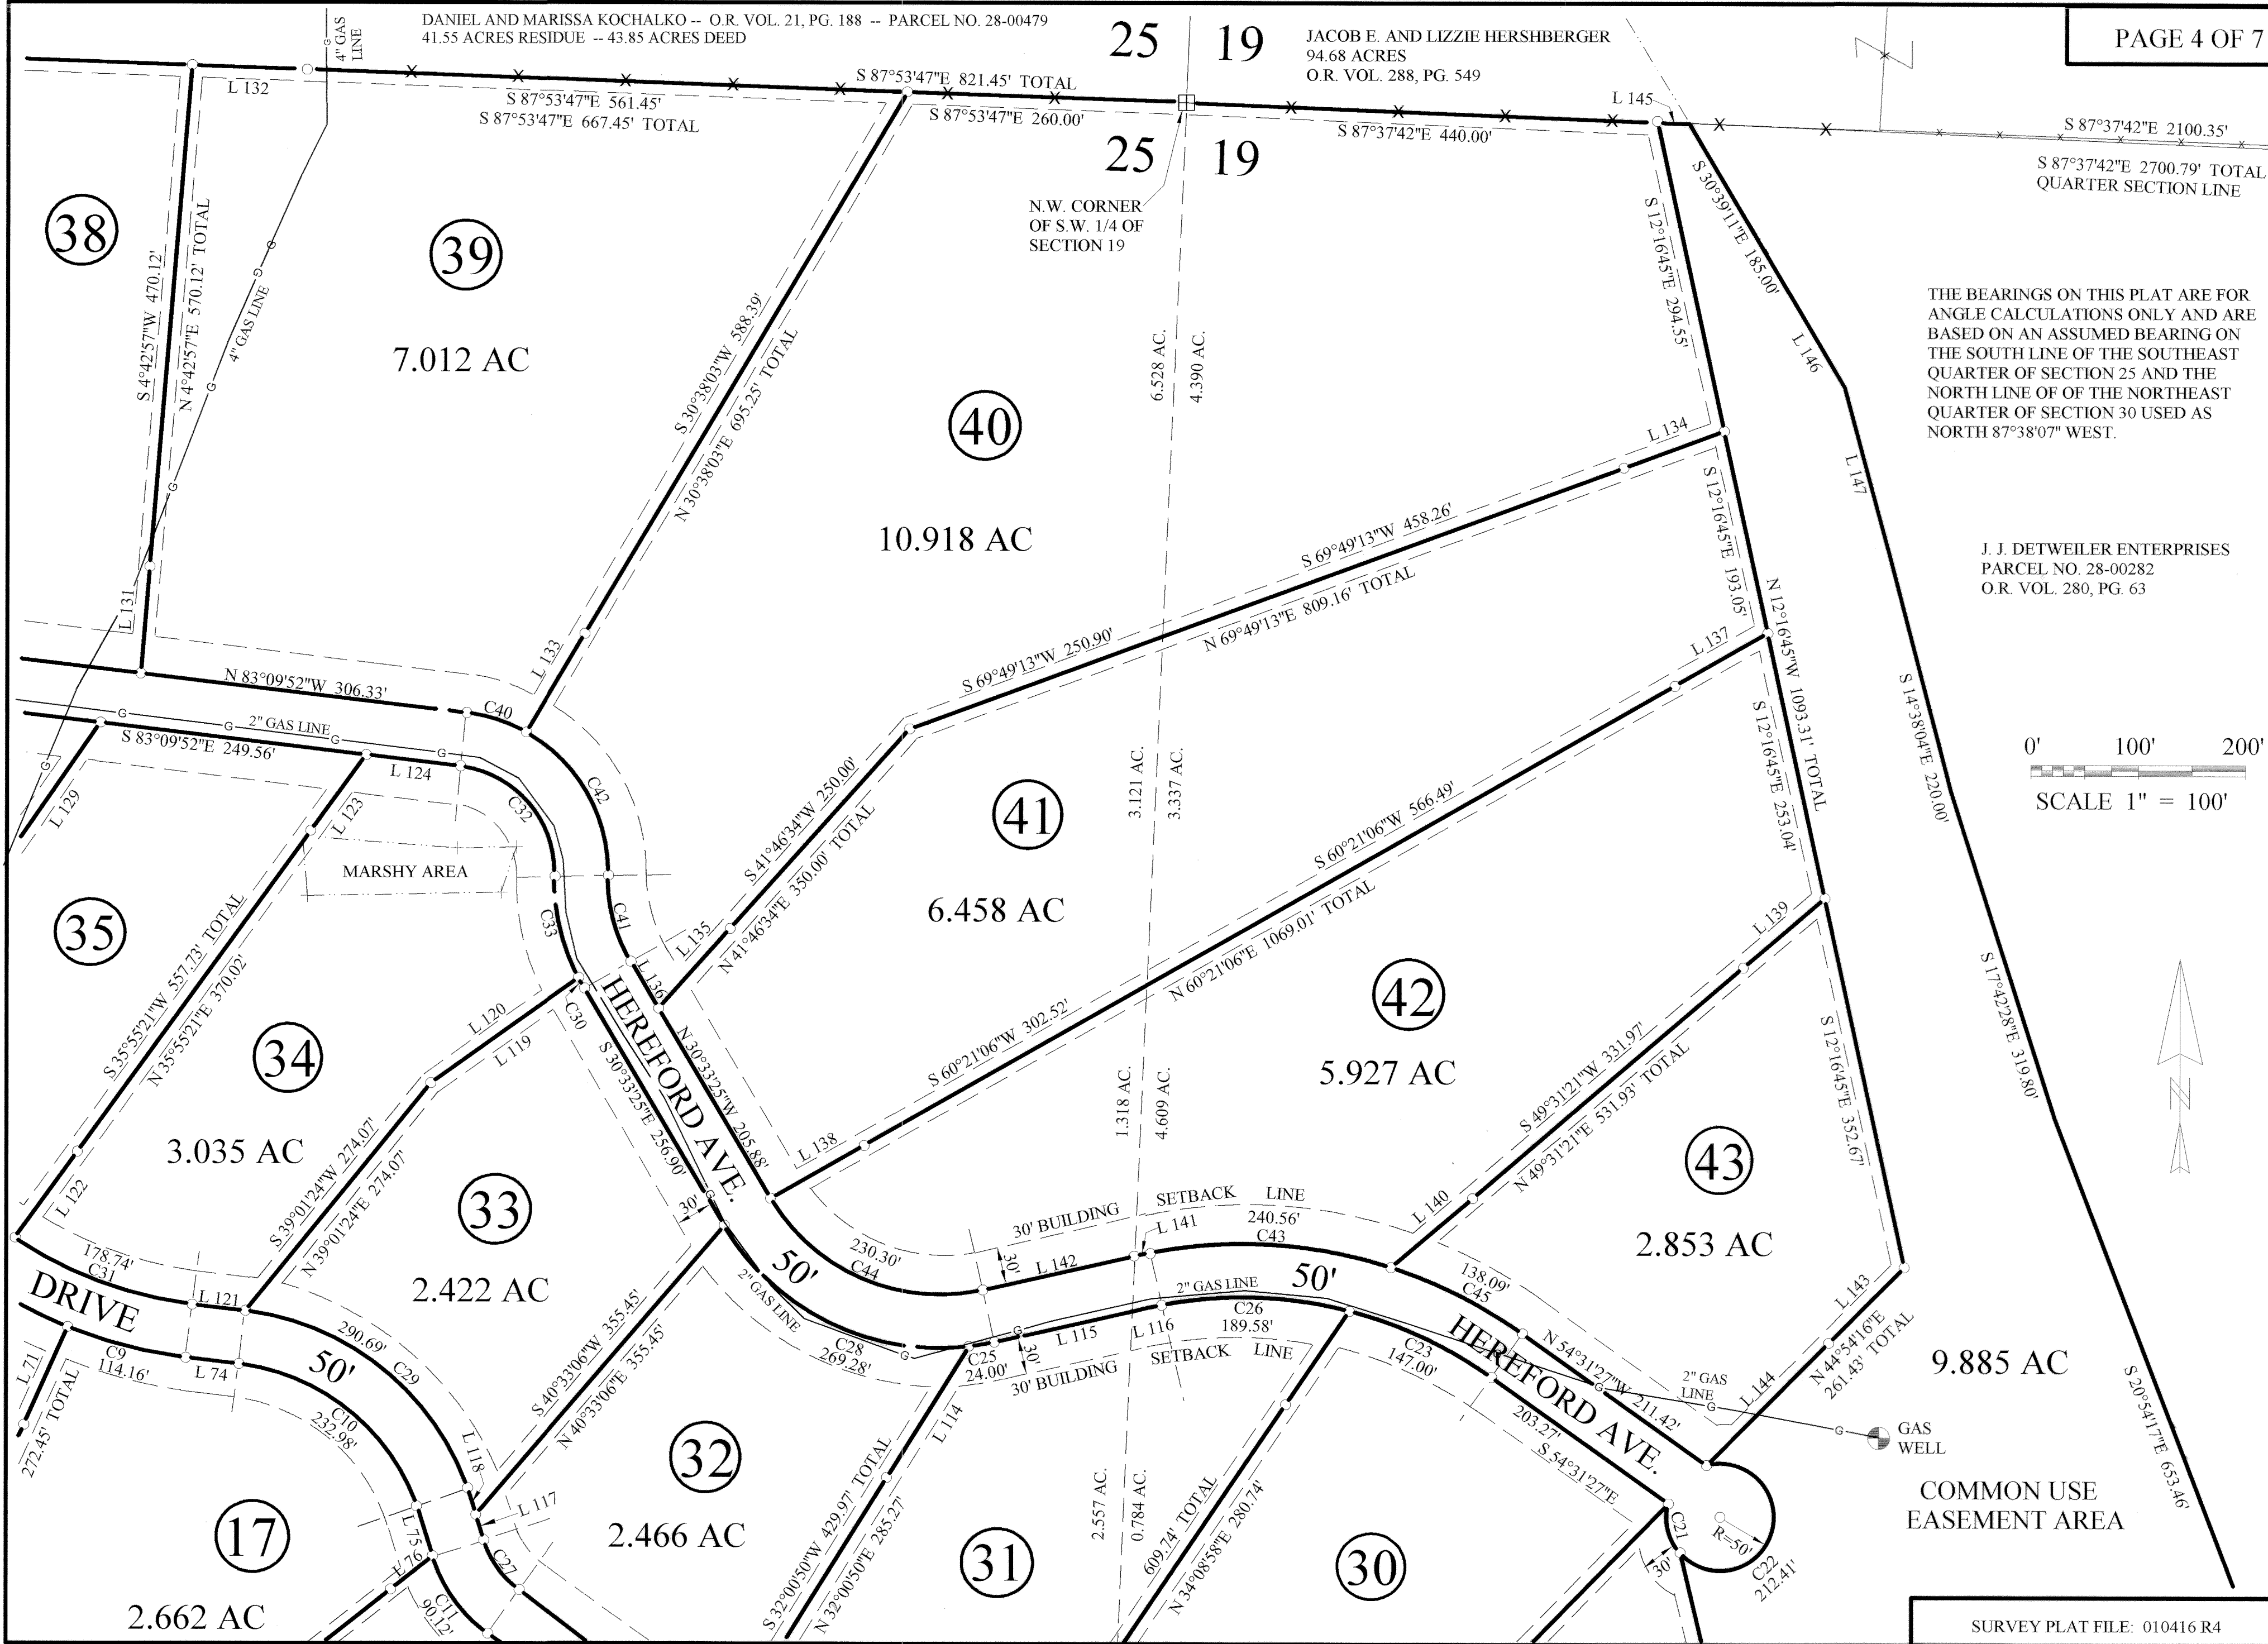 DANIEL AND MARISSA KOCHALKO -- O.R. VOL. 21, PG. 188 -- PARCEL NO. 28-00479
41.55 ACRES RESIDUE -- 43.85 ACRES DEED
4" GAS
LINE
25
19
JACOB E. AND LIZZIE HERSHBERGER
94.68 ACRES
O.R. VOL. 288, PG. 549
PAGE 4 OF 7
Z
L 132
S 87°53'47"E 821.45' TOTAL
S 87°53'47"E 561.45'
S 87°53'47"E 667.45' TOTAL
S 87°53'47"E 260.00'
S 87°37'42"E 440.00'
L 145
S 87°37'42"E 2100.35'
S 87°37'42"E 2700.79' TOTAL
QUARTER SECTION LINE
25
19
N.W. CORNER
OF S.W. 1/4 OF
SECTION 19
38
S 4°42'57"W 470.12'
N 4°42'57"E 570.12' TOTAL
4" GAS LINE
39
7.012 AC
S 30°38'03"W 588.39'
N 30°38'03"E 695.25' TOTAL
40
10.918 AC
6.528 AC.
4.390 AC.
S 12°16'45"E 294.55'
S 30°39'11"E 185.00'
L 146
L 147
THE BEARINGS ON THIS PLAT ARE FOR
ANGLE CALCULATIONS ONLY AND ARE
BASED ON AN ASSUMED BEARING ON
THE SOUTH LINE OF THE SOUTHEAST
QUARTER OF SECTION 25 AND THE
NORTH LINE OF OF THE NORTHEAST
QUARTER OF SECTION 30 USED AS
NORTH 87°38'07" WEST.
J. J. DETWEILER ENTERPRISES
PARCEL NO. 28-00282
O.R. VOL. 280, PG. 63
L 134
S 69°49'13"W 458.26'
N 69°49'13"E 809.16' TOTAL
S 69°49'13"W 250.90'
S 12°16'45"E 193.05'
N 12°16'45"W 1093.31' TOTAL
L 137
S 12°16'45"E 253.04'
S 14°38'04"E 220.00'
0' 100' 200'
SCALE 1" = 100'
L 131
N 83°09'52"W 306.33'
C40
L 133
2" GAS LINE
S 83°09'52"E 249.56'
L 124
L 129
L 123
C32
C42
MARSHY AREA
C33
C41
L 135
L 136
S 41°46'34"W 250.00'
N 41°46'34"E 350.00' TOTAL
41
6.458 AC
3.121 AC.
3.337 AC.
S 60°21'06"W 566.49'
N 60°21'06"E 1069.01' TOTAL
S 60°21'06"W 302.52'
L 138
35
S 35°55'21"W 557.73' TOTAL
N 35°55'21"E 370.02'
34
3.035 AC
L 120
L 119
C30
HEREFORD AVE.
S 30°33'25"E 256.90'
N 30°33'25"W 205.88'
L 122
42
5.927 AC
1.318 AC.
4.609 AC.
L 139
S 49°31'21"W 331.97'
N 49°31'21"E 531.93' TOTAL
L 140
43
2.853 AC
S 12°16'45"E 352.67'
S 17°42'28"E 319.80'
N
S 39°01'24"W 274.07'
N 39°01'24"E 274.07'
33
2.422 AC
30'
178.74'
C31
DRIVE
L 121
50'
290.69'
C29
30' BUILDING SETBACK LINE
L 141
240.56'
C43
230.30'
C44
50'
30'
L 142
2" GAS LINE
50'
138.09'
C45
2" GAS LINE
C28
269.28'
C25
24.00'
30'
L 115
L 116
C26
189.58'
30' BUILDING SETBACK LINE
C23
147.00'
HEREFORD AVE.
N 54°31'27"W 211.42'
203.27'
S 54°31'27"E
L 143
N 44°54'16"E
261.43' TOTAL
L 144
2" GAS
LINE
GAS
WELL
9.885 AC
COMMON USE
EASEMENT AREA
S 20°54'17"E 653.46'
C9
114.16'
L 74
L 71
272.45' TOTAL
C10
232.98'
S 40°33'06"W 355.45'
N 40°33'06"E 355.45'
L 118
L 117
L 75
L 76
C27
C11
90.12'
17
2.662 AC
32
2.466 AC
L 114
S 32°00'50"W 429.97' TOTAL
N 32°00'50"E 285.27'
31
2.557 AC.
0.784 AC.
609.74' TOTAL
N 34°08'58"E 280.74'
30
C21
30'
R=50'
C22
212.41'
SURVEY PLAT FILE: 010416 R4